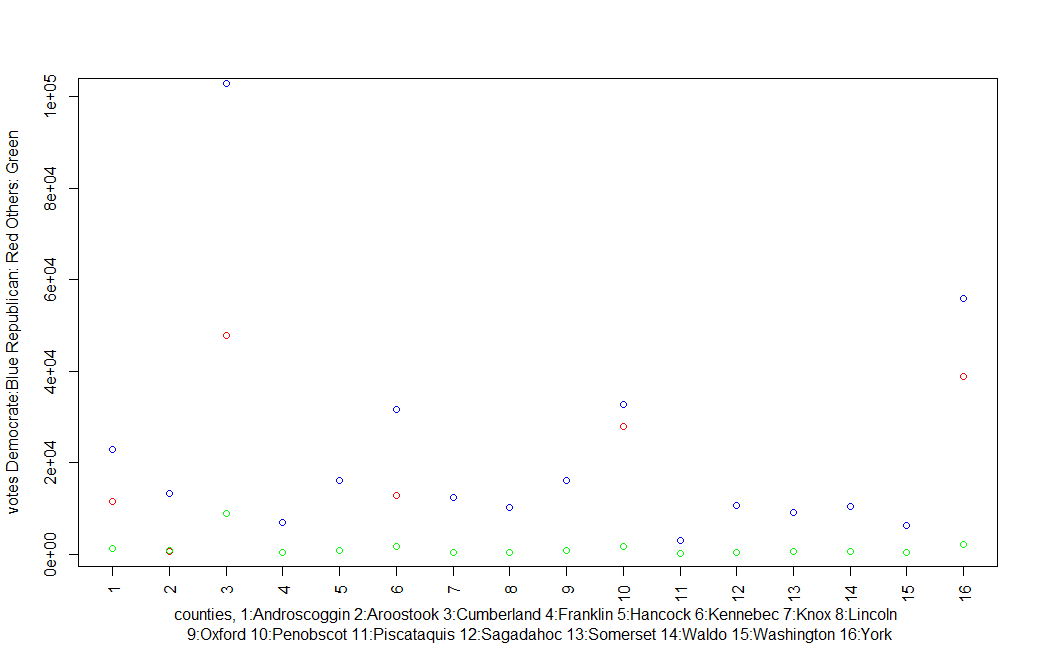 votes Democrate:Blue Republican: Red Others: Green
1e+05
8e+04
6e+04
4e+04
2e+04
0e+00
1 2 3 4 5 6 7 8 9 10 11 12 13 14 15 16
counties, 1:Androscoggin 2:Aroostook 3:Cumberland 4:Franklin 5:Hancock 6:Kennebec 7:Knox 8:Lincoln
9:Oxford 10:Penobscot 11:Piscataquis 12:Sagadahoc 13:Somerset 14:Waldo 15:Washington 16:York